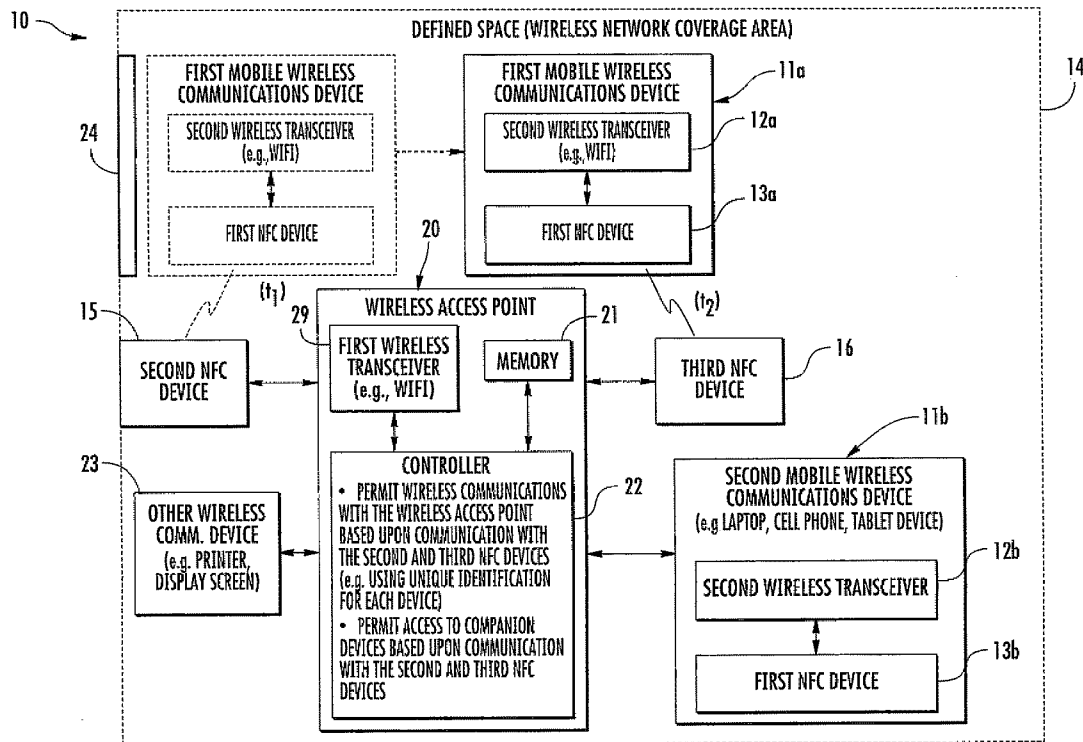 10
DEFINED SPACE (WIRELESS NETWORK COVERAGE AREA)
14
24
FIRST MOBILE WIRELESS
COMMUNICATIONS DEVICE
SECOND WIRELESS TRANSCEIVER
(e.g., WIFI)
FIRST NFC DEVICE
FIRST MOBILE WIRELESS
COMMUNICATIONS DEVICE
11a
SECOND WIRELESS TRANSCEIVER
(e.g., WIFI)
12a
FIRST NFC DEVICE
13a
(t1)
20
(t2)
15
SECOND NFC
DEVICE
WIRELESS ACCESS POINT
29
FIRST WIRELESS
TRANSCEIVER
(e.g., WIFI)
21
MEMORY
16
THIRD NFC
DEVICE
23
OTHER WIRELESS
COMM. DEVICE
(e.g. PRINTER,
DISPLAY SCREEN)
CONTROLLER
22
• PERMIT WIRELESS COMMUNICATIONS
WITH THE WIRELESS ACCESS POINT
BASED UPON COMMUNICATION WITH
THE SECOND AND THIRD NFC DEVICES
(e.g. USING UNIQUE IDENTIFICATION
FOR EACH DEVICE)
• PERMIT ACCESS TO COMPANION
DEVICES BASED UPON COMMUNICATION
WITH THE SECOND AND THIRD NFC
DEVICES
11b
SECOND MOBILE WIRELESS
COMMUNICATIONS DEVICE
(e.g LAPTOP, CELL PHONE, TABLET DEVICE)
12b
SECOND WIRELESS TRANSCEIVER
13b
FIRST NFC DEVICE